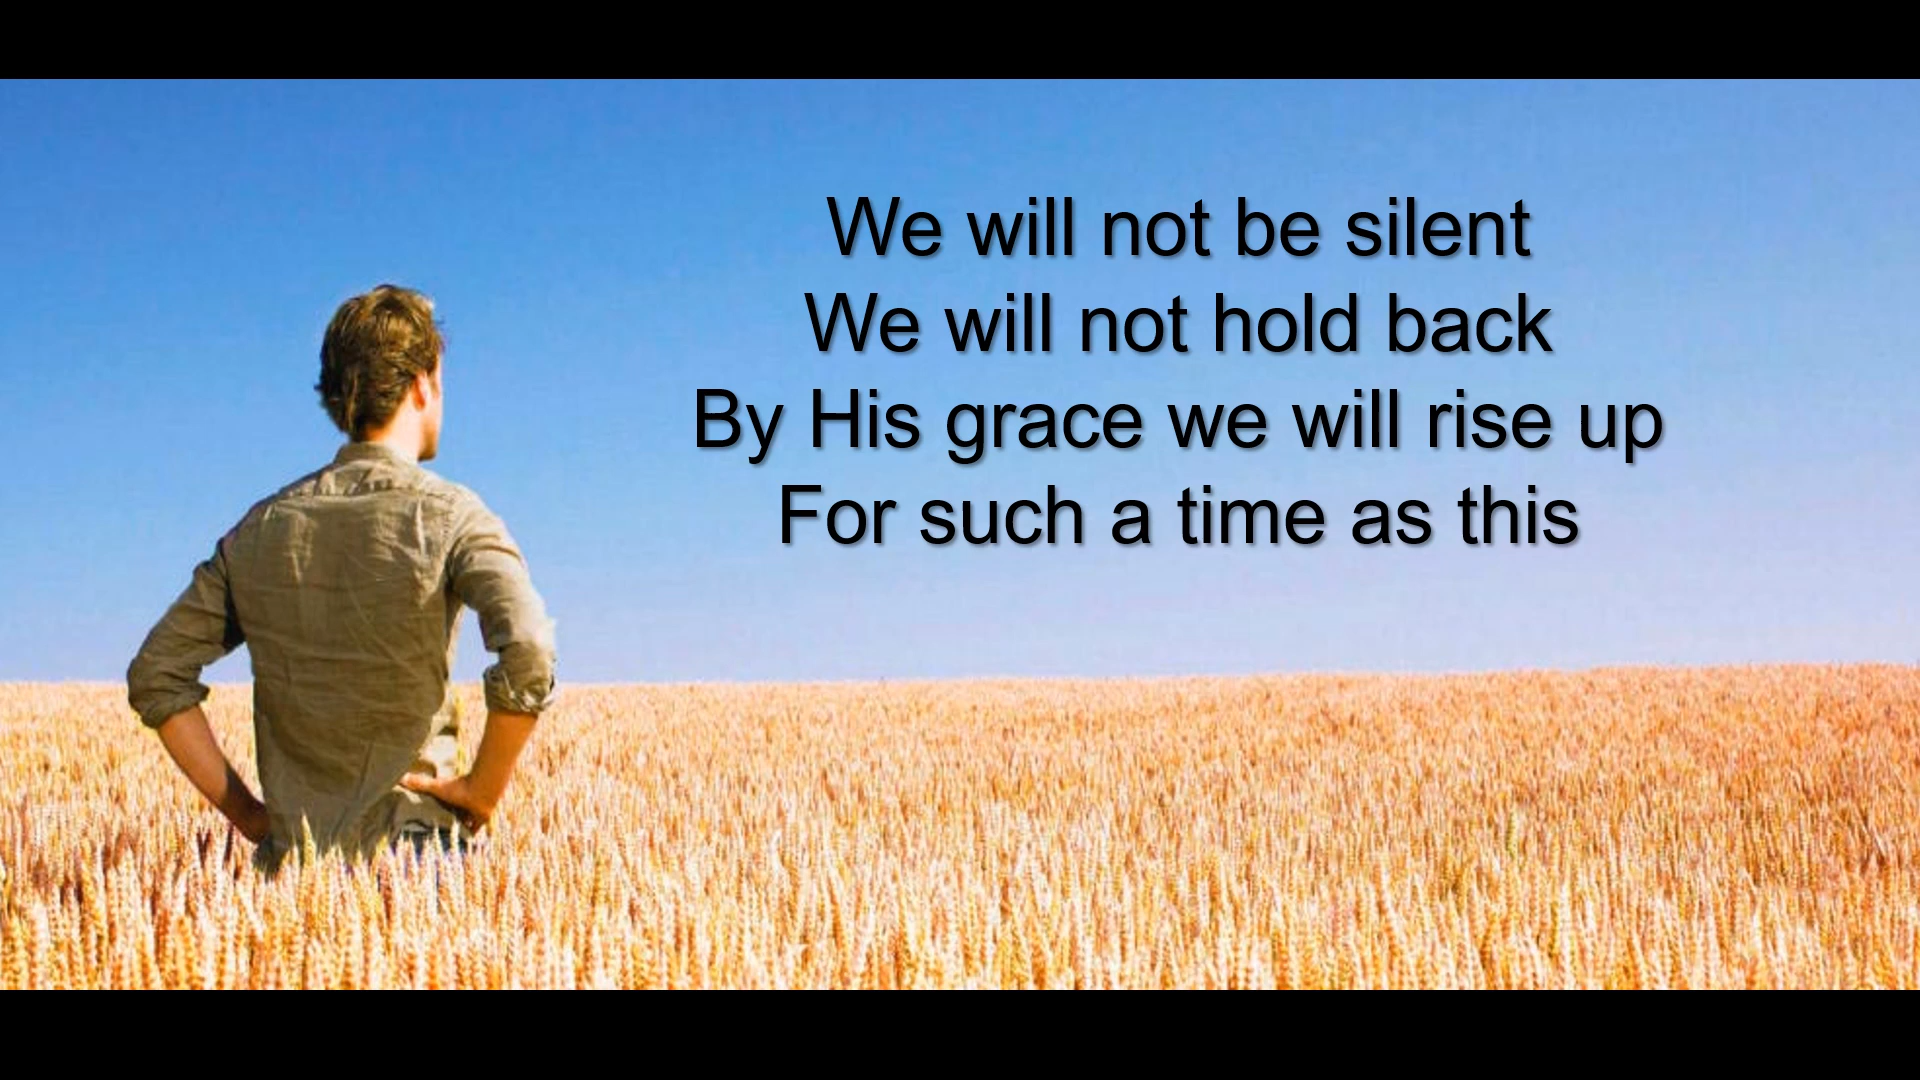 We will not be silent
We will not hold back
By His grace we will rise up
For such a time as this